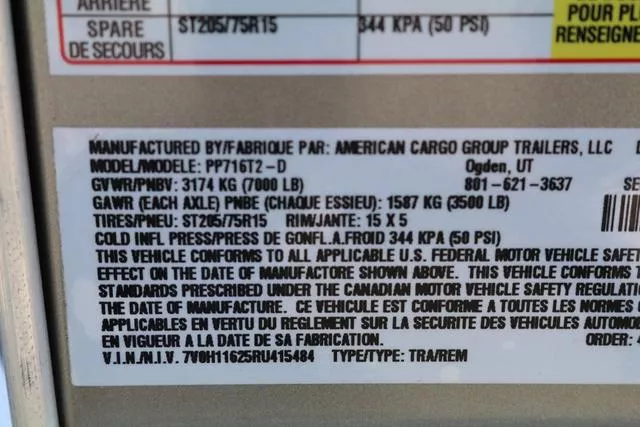 ARRIÈRE
SPARE ST205/75R15 344 KPA (50 PSI)
DE SECOURS
POUR PL
RENSEIGNE
MANUFACTURED BY/FABRIQUE PAR: AMERICAN CARGO GROUP TRAILERS, LLC
MODEL/MODELE: PP716T2-D Ogden, UT
GVWR/PNBV: 3174 KG (7000 LB) 801-621-3637 SE
GAWR (EACH AXLE) PNBE (CHAQUE ESSIEU): 1587 KG (3500 LB)
TIRES/PNEU: ST205/75R15 RIM/JANTE: 15 X 5
COLD INFL PRESS/PRESS DE GONFL.A.FROID 344 KPA (50 PSI)
THIS VEHICLE CONFORMS TO ALL APPLICABLE U.S. FEDERAL MOTOR VEHICLE SAFET
EFFECT ON THE DATE OF MANUFACTORE SHOWN ABOVE. THIS VEHICLE CONFORMS T
STANDARDS PRESCRIBED UNDER THE CANADIAN MOTOR VEHICLE SAFETY REGULATI
THE DATE OF MANUFACTURE. CE VEHICULE EST CONFORME A TOUTES LES NORMES
APPLICABLES EN VERTU DU REGLEMENT SUR LA SECURITE DES VEHICULES AUTOMO
EN VIGUEUR A LA DATE DE SA FABRICATION. ORDER: 4
V.I.N./N.I.V. 7V0H11625RU415484 TYPE/TYPE: TRA/REM